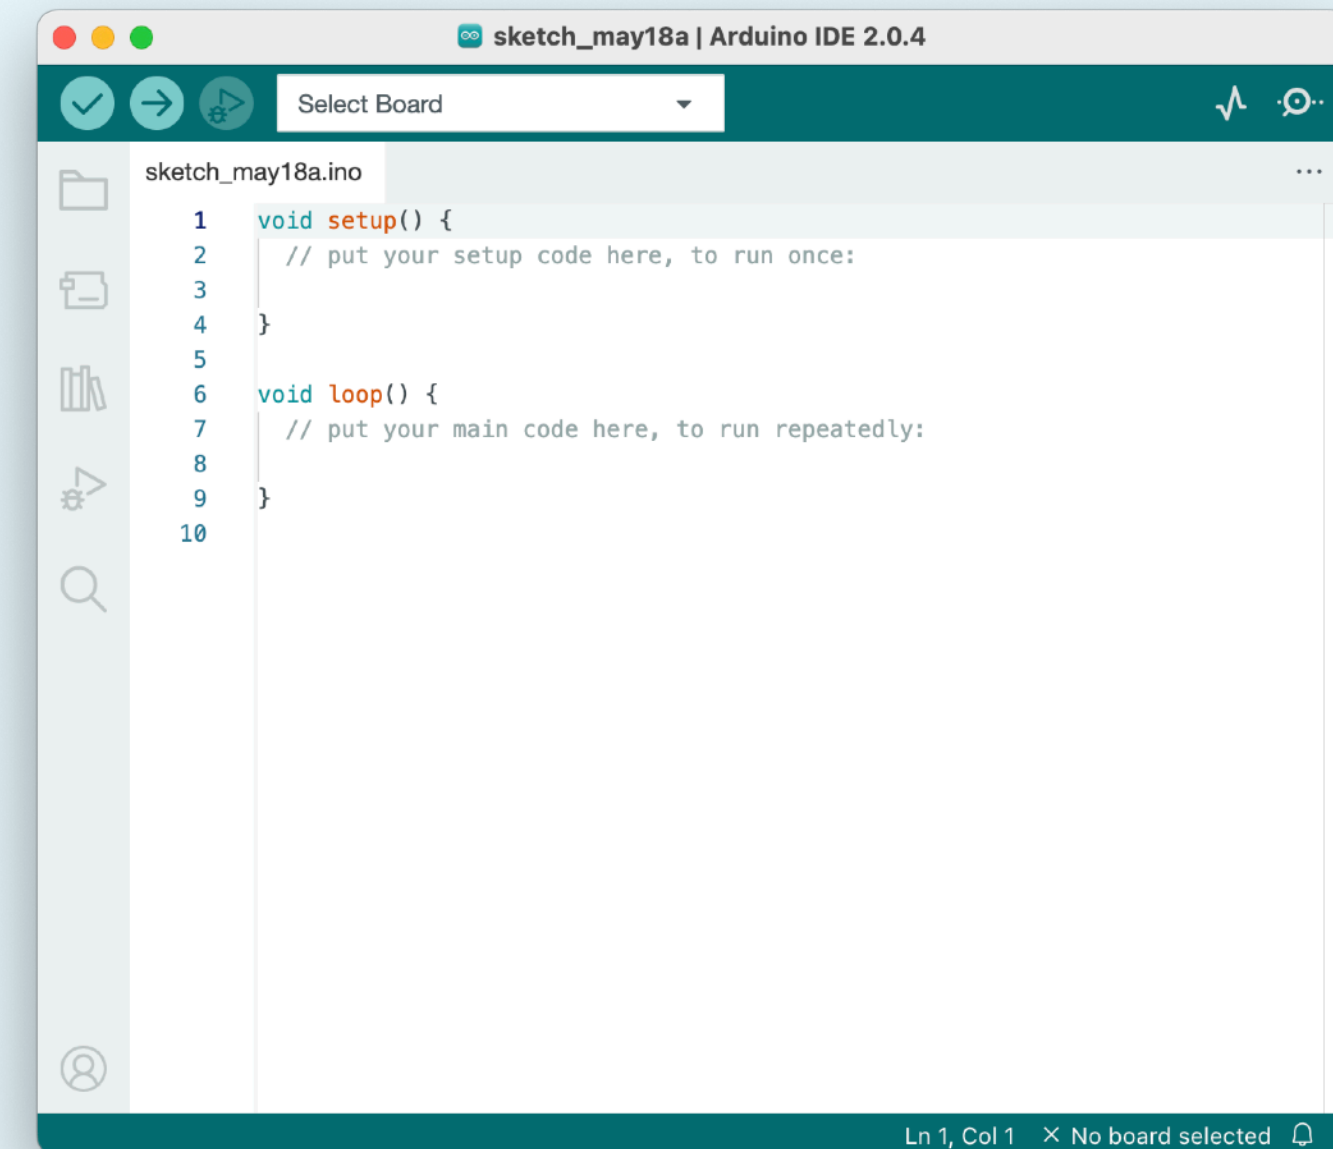 sketch_may18a | Arduino IDE 2.0.4
Select Board
sketch_may18a.ino
1 void setup() {
2 // put your setup code here, to run once:
3
4 }
5
6 void loop() {
7 // put your main code here, to run repeatedly:
8
9 }
10
Ln 1, Col 1 × No board selected